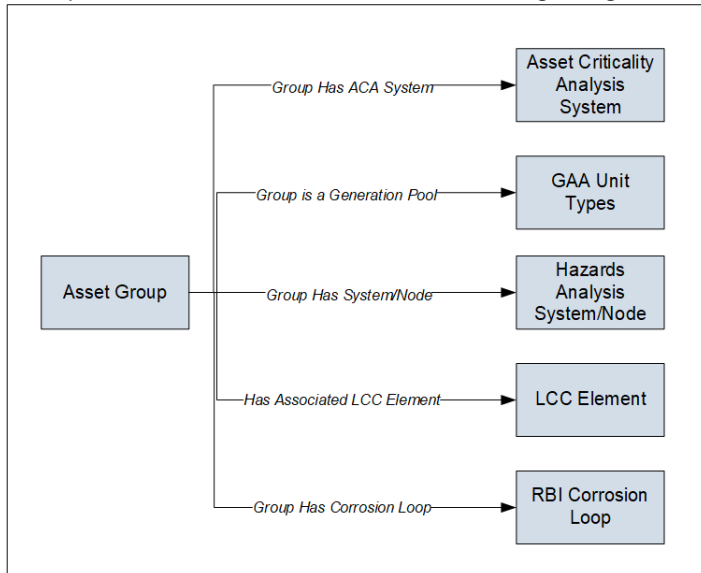 Group Has ACA System
Asset Criticality
Analysis
System
Group is a Generation Pool
GAA Unit
Types
Asset Group
Group Has System/Node
Hazards
Analysis
System/Node
Has Associated LCC Element
LCC Element
Group Has Corrosion Loop
RBI Corrosion
Loop